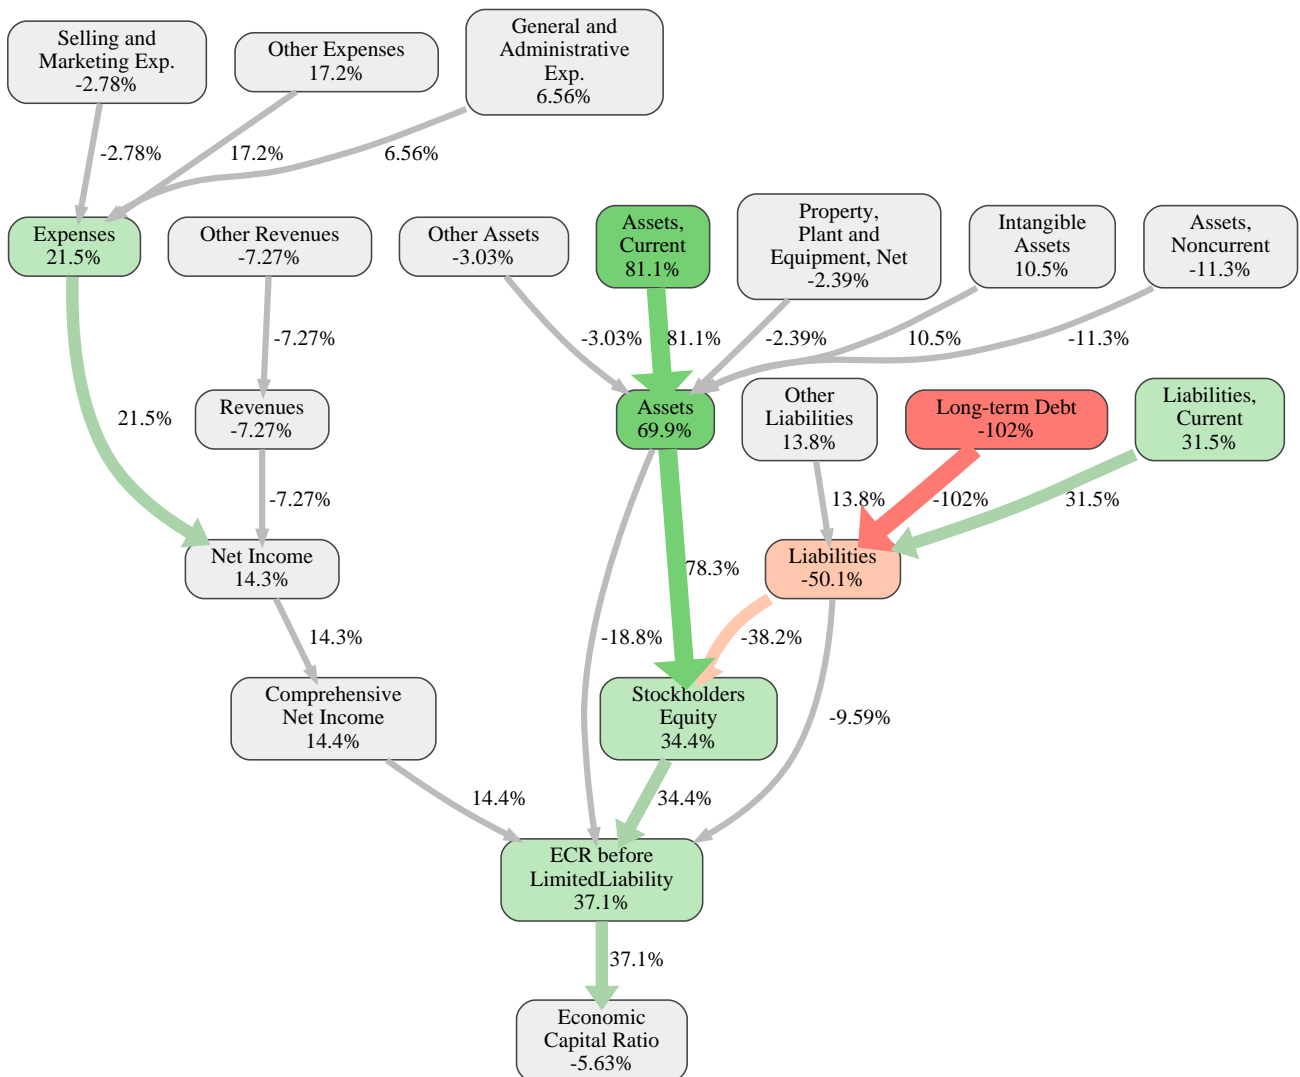 Selling and
Marketing Exp.
-2.78%
Other Expenses
17.2%
General and
Administrative
Exp.
6.56%
-2.78%
17.2%
6.56%
Expenses
21.5%
Other Revenues
-7.27%
Other Assets
-3.03%
Assets,
Current
81.1%
Property,
Plant and
Equipment, Net
-2.39%
Intangible
Assets
10.5%
Assets,
Noncurrent
-11.3%
-7.27%
-3.03%
81.1%
-2.39%
10.5%
-11.3%
21.5%
Revenues
-7.27%
Assets
69.9%
Other
Liabilities
13.8%
Long-term Debt
-102%
Liabilities,
Current
31.5%
-7.27%
13.8%
-102%
31.5%
Net Income
14.3%
78.3%
Liabilities
-50.1%
14.3%
-18.8%
-38.2%
Comprehensive
Net Income
14.4%
Stockholders
Equity
34.4%
-9.59%
14.4%
34.4%
ECR before
LimitedLiability
37.1%
37.1%
Economic
Capital Ratio
-5.63%